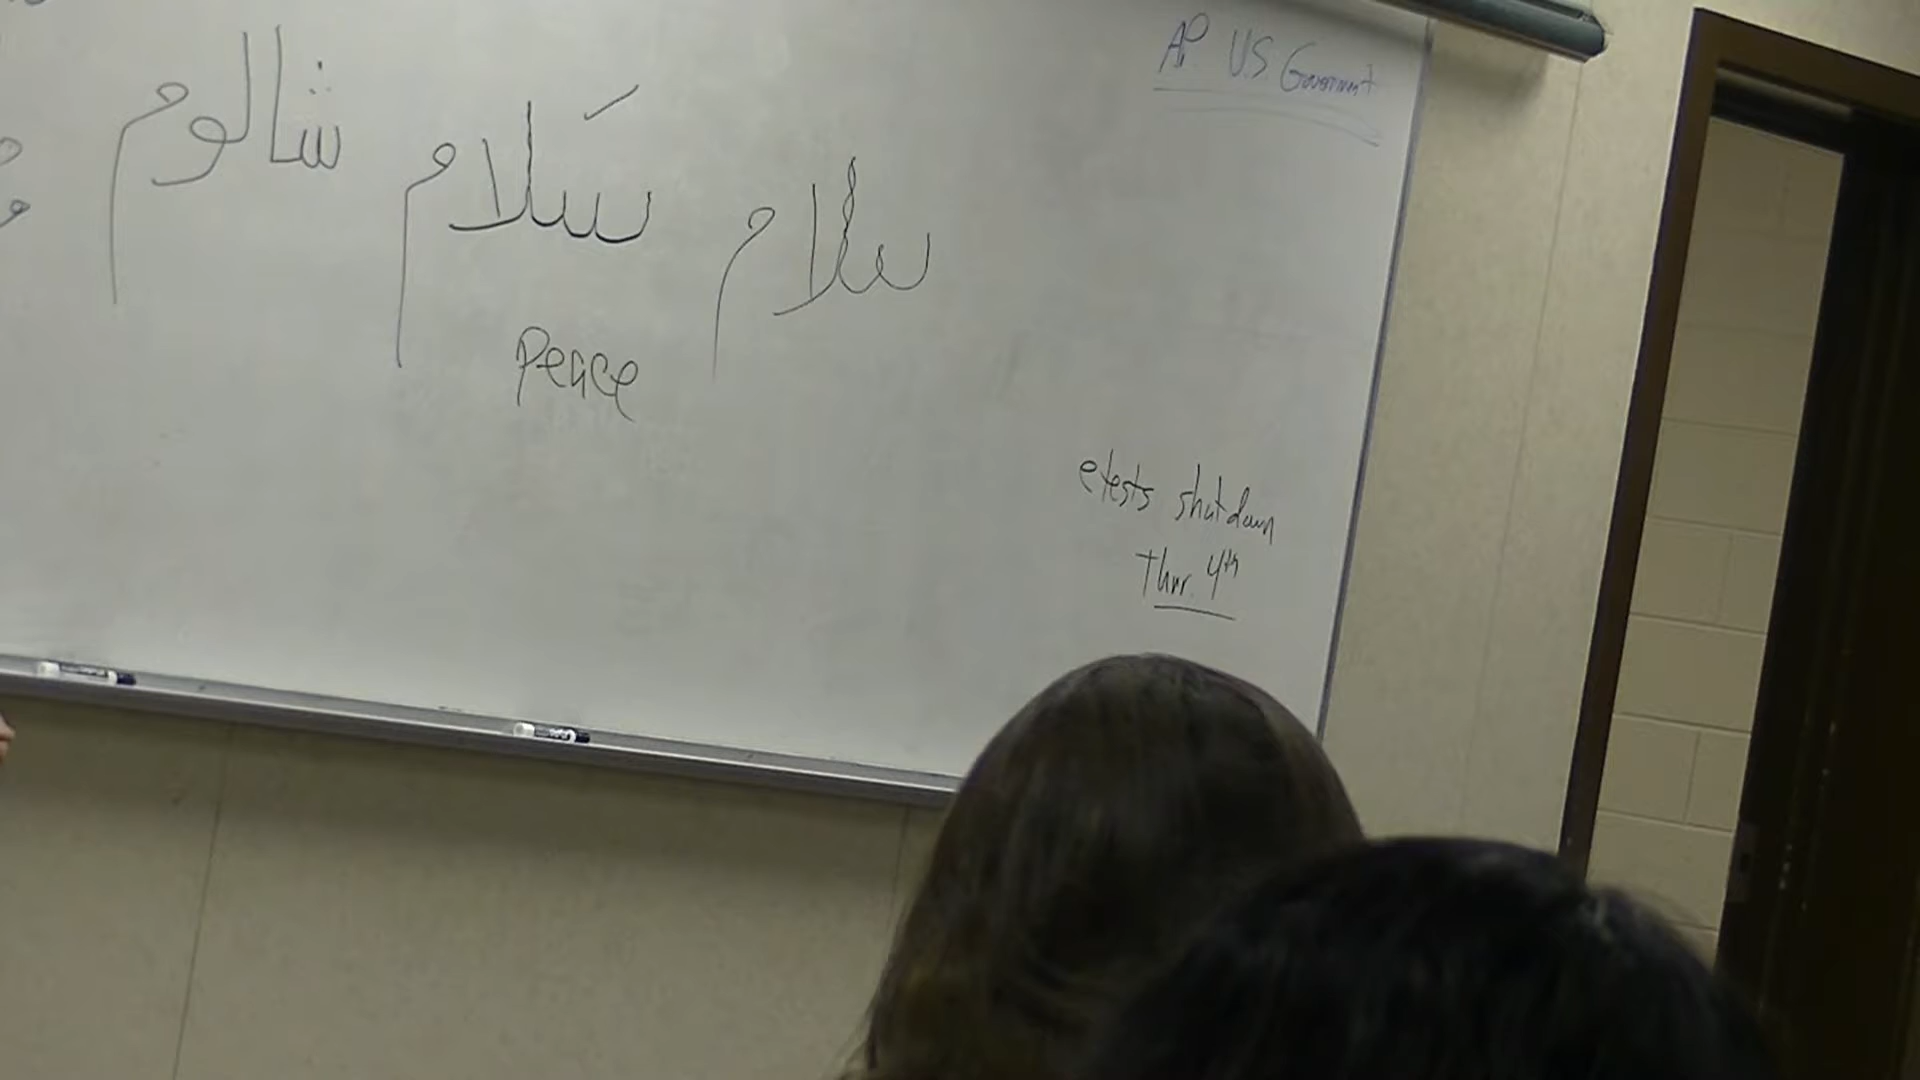 AP U.S Government
سلام سَلام شالوم
peace
etests shutdown
Thur. 4th